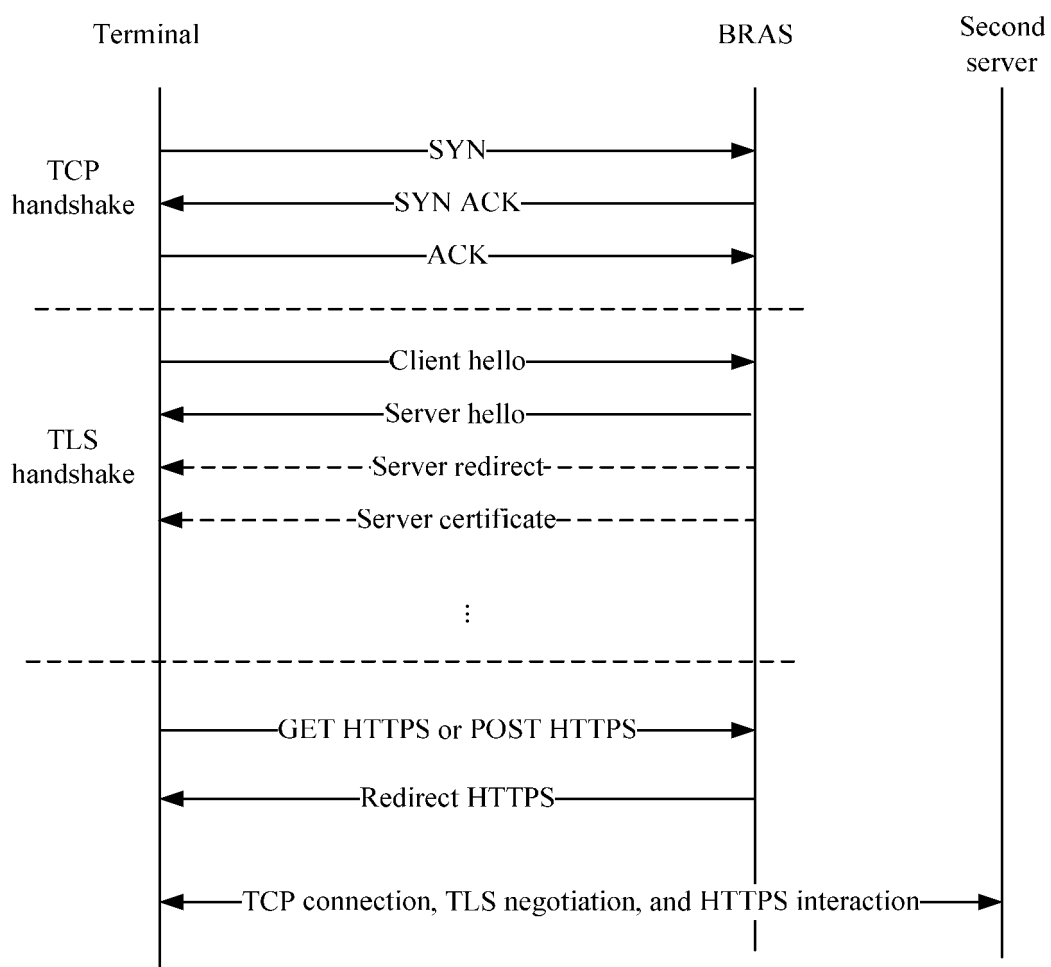 Terminal
BRAS
Second
server
SYN
TCP
handshake
SYN ACK
ACK
Client hello
Server hello
TLS
handshake
Server redirect
Server certificate
⋮
GET HTTPS or POST HTTPS
Redirect HTTPS
TCP connection, TLS negotiation, and HTTPS interaction